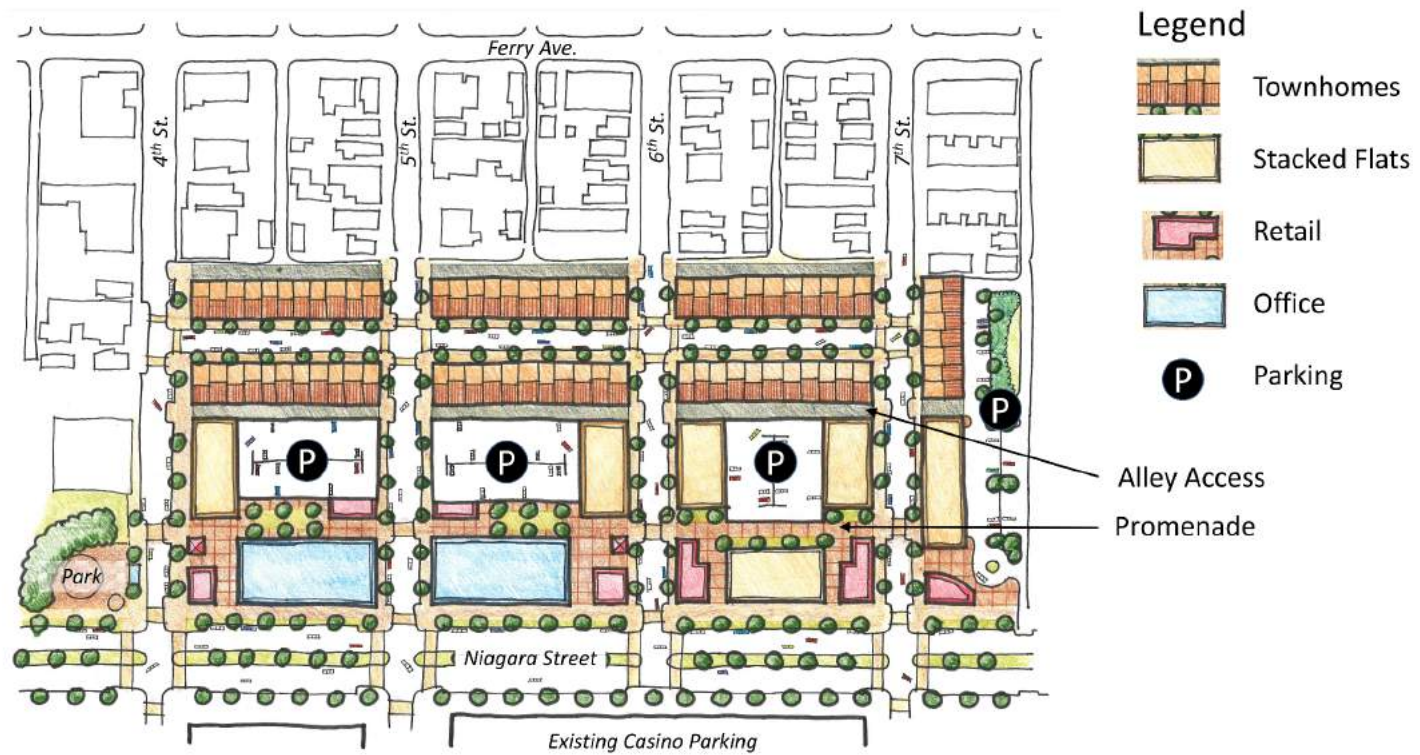 Ferry Ave.
4th St.
5th St.
6th St.
7th St.
P
P
P
P
Park
Niagara Street
Existing Casino Parking
Legend
Townhomes
Stacked Flats
Retail
Office
P
Parking
Alley Access
Promenade